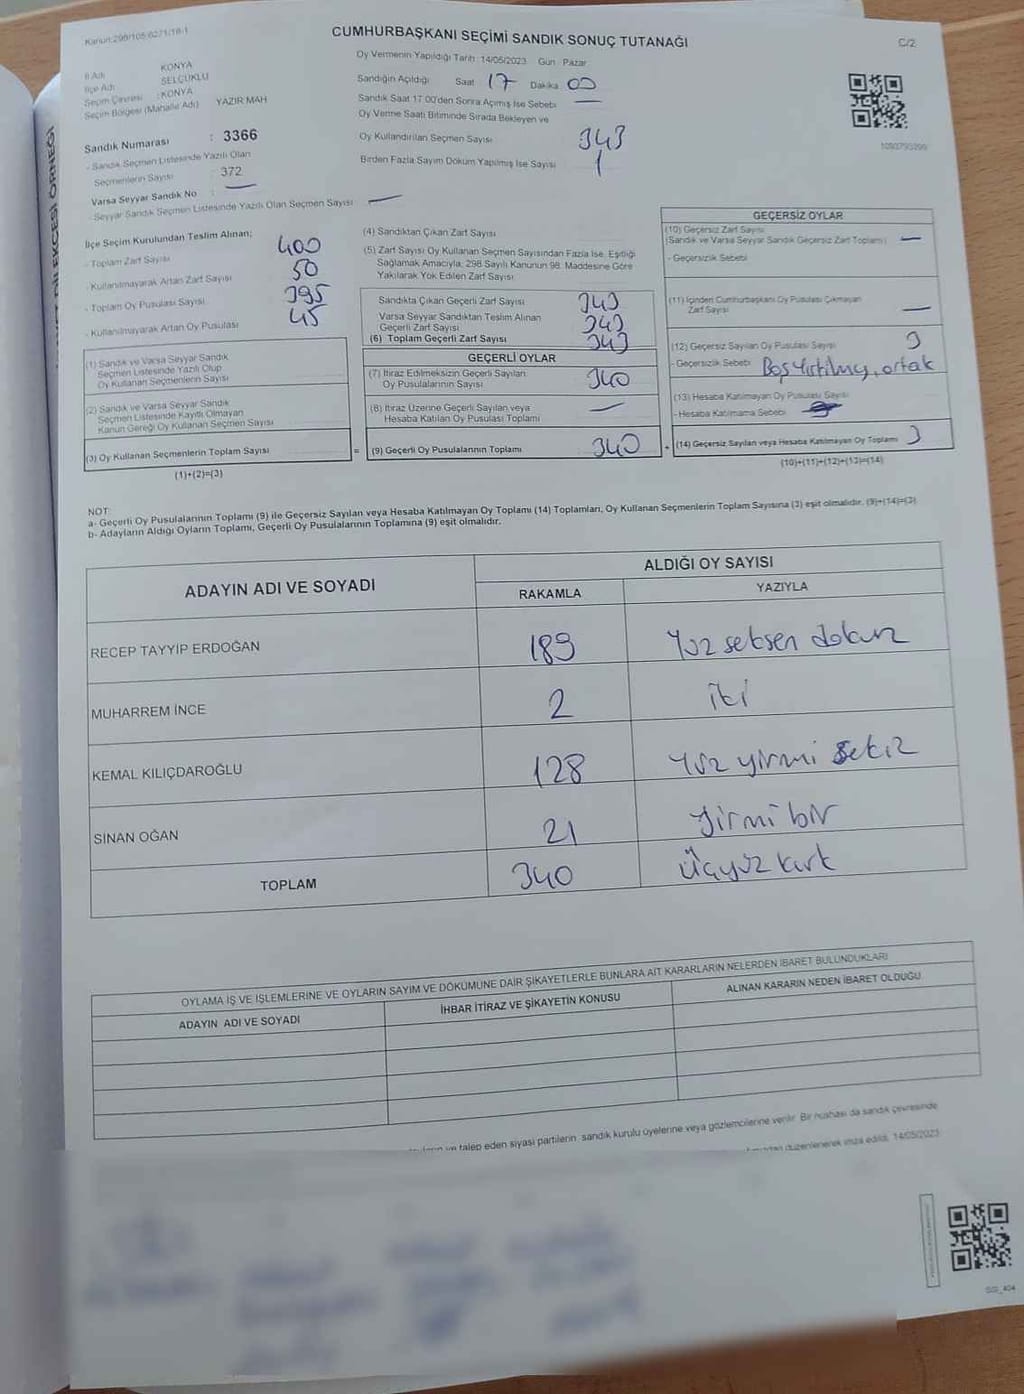 Kanun:298/105,6271/18-1
CUMHURBAŞKANI SEÇİMİ SANDIK SONUÇ TUTANAĞI
C/2
İl Adı KONYA
İlçe Adı SELÇUKLU
Seçim Çevresi : KONYA
Seçim Bölgesi (Mahalle Adı) YAZIR MAH
Sandık Numarası : 3366
- Sandık Seçmen Listesinde Yazılı Olan
Seçmenlerin Sayısı 372
Varsa Seyyar Sandık No : —
- Seyyar Sandık Seçmen Listesinde Yazılı Olan Seçmen Sayısı —
Oy Vermenin Yapıldığı Tarih :14/05/2023 Gün : Pazar
Sandığın Açıldığı Saat 17 Dakika 00
Sandık Saat 17:00'den Sonra Açılmış İse Sebebi —
Oy Verme Saati Bitiminde Sırada Bekleyen ve
Oy Kullandırılan Seçmen Sayısı 343
Birden Fazla Sayım Döküm Yapılmış İse Sayısı 1
1093793399
İlçe Seçim Kurulundan Teslim Alınan;
- Toplam Zarf Sayısı 400
- Kullanılmayarak Artan Zarf Sayısı 50
- Toplam Oy Pusulası Sayısı 395
- Kullanılmayarak Artan Oy Pusulası 45
(1) Sandık ve Varsa Seyyar Sandık
Seçmen Listesinde Yazılı Olup
Oy Kullanan Seçmenlerin Sayısı
(2) Sandık ve Varsa Seyyar Sandık
Seçmen Listesinde Kayıtlı Olmayan
Kanun Gereği Oy Kullanan Seçmen Sayısı
(3) Oy Kullanan Seçmenlerin Toplam Sayısı
(1)+(2)=(3)
(4) Sandıktan Çıkan Zarf Sayısı
(5) Zarf Sayısı Oy Kullanan Seçmen Sayısından Fazla İse, Eşitliği
Sağlamak Amacıyla, 298 Sayılı Kanunun 98. Maddesine Göre
Yakılarak Yok Edilen Zarf Sayısı
Sandıkta Çıkan Geçerli Zarf Sayısı 343
Varsa Seyyar Sandıktan Teslim Alınan
Geçerli Zarf Sayısı 343
(6) Toplam Geçerli Zarf Sayısı 343
GEÇERLİ OYLAR
(7) İtiraz Edilmeksizin Geçerli Sayılan
Oy Pusulalarının Sayısı 340
(8) İtiraz Üzerine Geçerli Sayılan veya
Hesaba Katılan Oy Pusulası Toplamı —
= (9) Geçerli Oy Pusulalarının Toplamı 340 +
GEÇERSİZ OYLAR
(10) Geçersiz Zarf Sayısı
(Sandık ve Varsa Seyyar Sandık Geçersiz Zarf Toplamı) —
- Geçersizlik Sebebi
(11) İçinden Cumhurbaşkanı Oy Pusulası Çıkmayan
Zarf Sayısı —
(12) Geçersiz Sayılan Oy Pusulası Sayısı 3
- Geçersizlik Sebebi Boş yırtılmış, ortak
(13) Hesaba Katılmayan Oy Pusulası Sayısı
- Hesaba Katılmama Sebebi
(14) Geçersiz Sayılan veya Hesaba Katılmayan Oy Toplamı 3
(10)+(11)+(12)+(13)=(14)
NOT:
a- Geçerli Oy Pusulalarının Toplamı (9) ile Geçersiz Sayılan veya Hesaba Katılmayan Oy Toplamı (14) Toplamları, Oy Kullanan Seçmenlerin Toplam Sayısına (3) eşit olmalıdır. (9)+(14)=(3)
b- Adayların Aldığı Oyların Toplamı, Geçerli Oy Pusulalarının Toplamına (9) eşit olmalıdır.
ADAYIN ADI VE SOYADI
ALDIĞI OY SAYISI
RAKAMLA YAZIYLA
RECEP TAYYİP ERDOĞAN 189 Yüz seksen dokuz
MUHARREM İNCE 2 iki
KEMAL KILIÇDAROĞLU 128 Yüz yirmi sekiz
SİNAN OĞAN 21 Yirmi bir
TOPLAM 340 Üçyüz kırk
OYLAMA İŞ VE İŞLEMLERİNE VE OYLARIN SAYIM VE DÖKÜMÜNE DAİR ŞİKAYETLERLE BUNLARA AİT KARARLARIN NELERDEN İBARET BULUNDUKLARI
ADAYIN ADI VE SOYADI İHBAR İTİRAZ VE ŞİKAYETİN KONUSU ALINAN KARARIN NEDEN İBARET OLDUĞU
ve talep eden siyasi partilerin, sandık kurulu üyelerine veya gözlemcilerine verilir. Bir nüshası da sandık çevresinde
düzenlenerek imza edildi. 14/05/2023